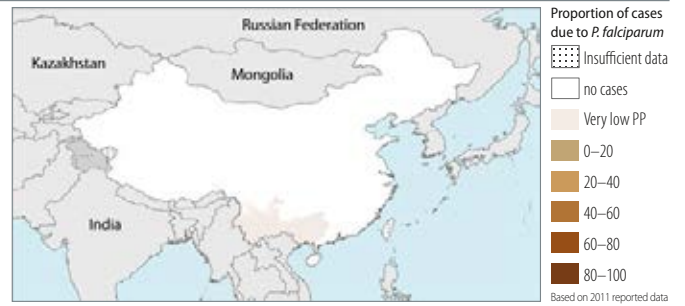 Russian Federation
Kazakhstan
Mongolia
India
Proportion of cases
due to P. falciparum
Insufficient data
no cases
Very low PP
0–20
20–40
40–60
60–80
80–100
Based on 2011 reported data